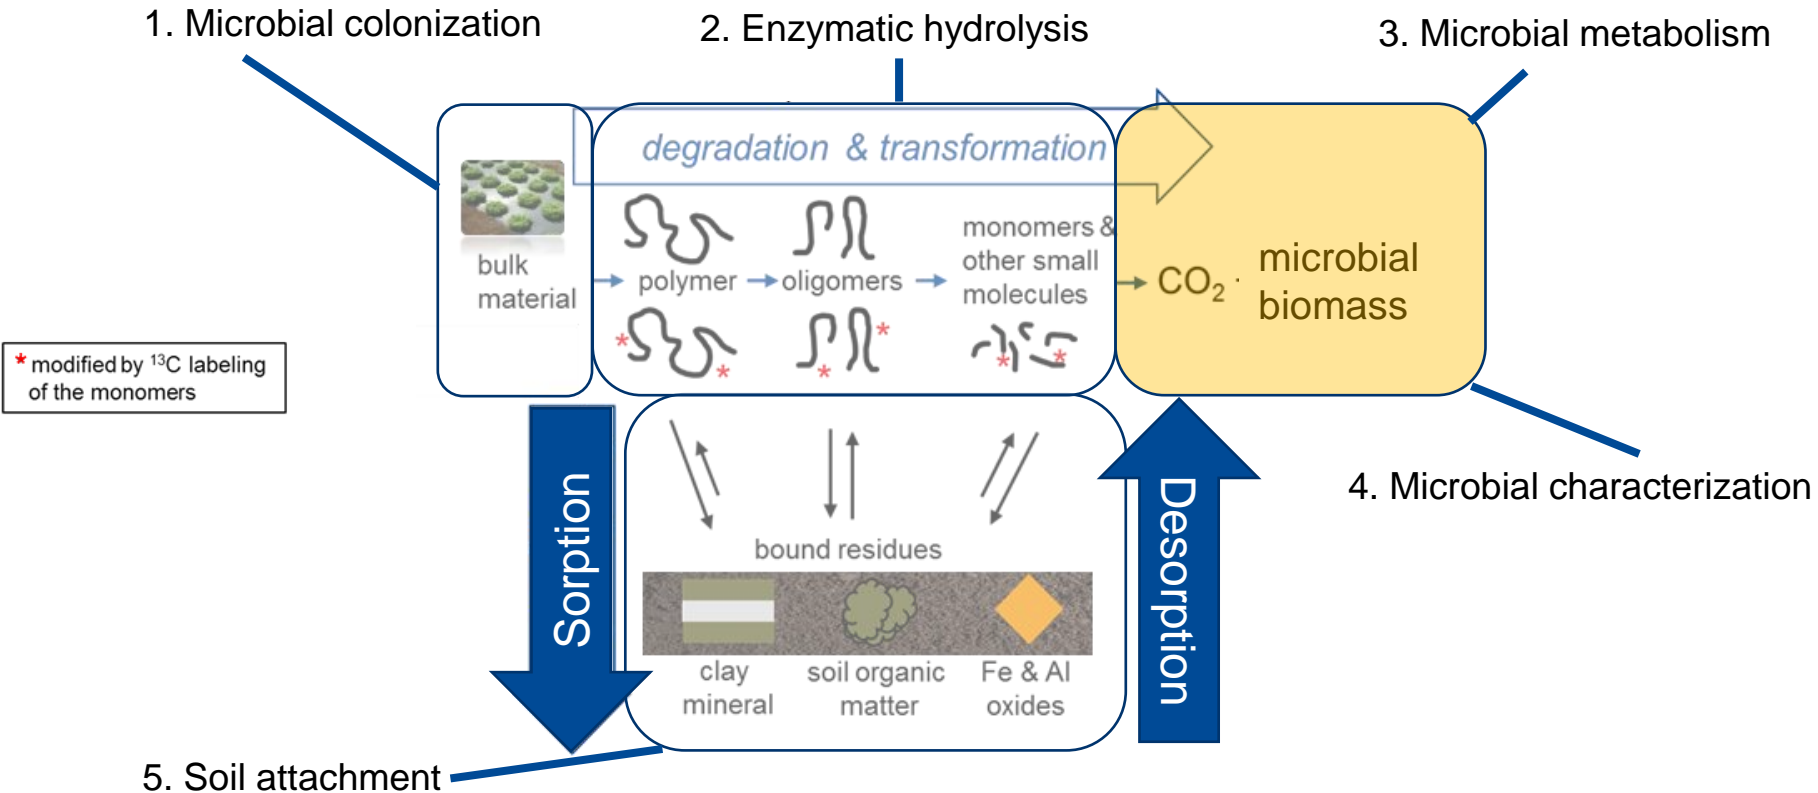 1. Microbial colonization
2. Enzymatic hydrolysis
3. Microbial metabolism
degradation & transformation
bulk
material
polymer
oligomers
monomers &
other small
molecules
CO₂
microbial
biomass
* modified by ¹³C labeling
of the monomers
Sorption
Desorption
4. Microbial characterization
bound residues
clay
mineral
soil organic
matter
Fe & Al
oxides
5. Soil attachment